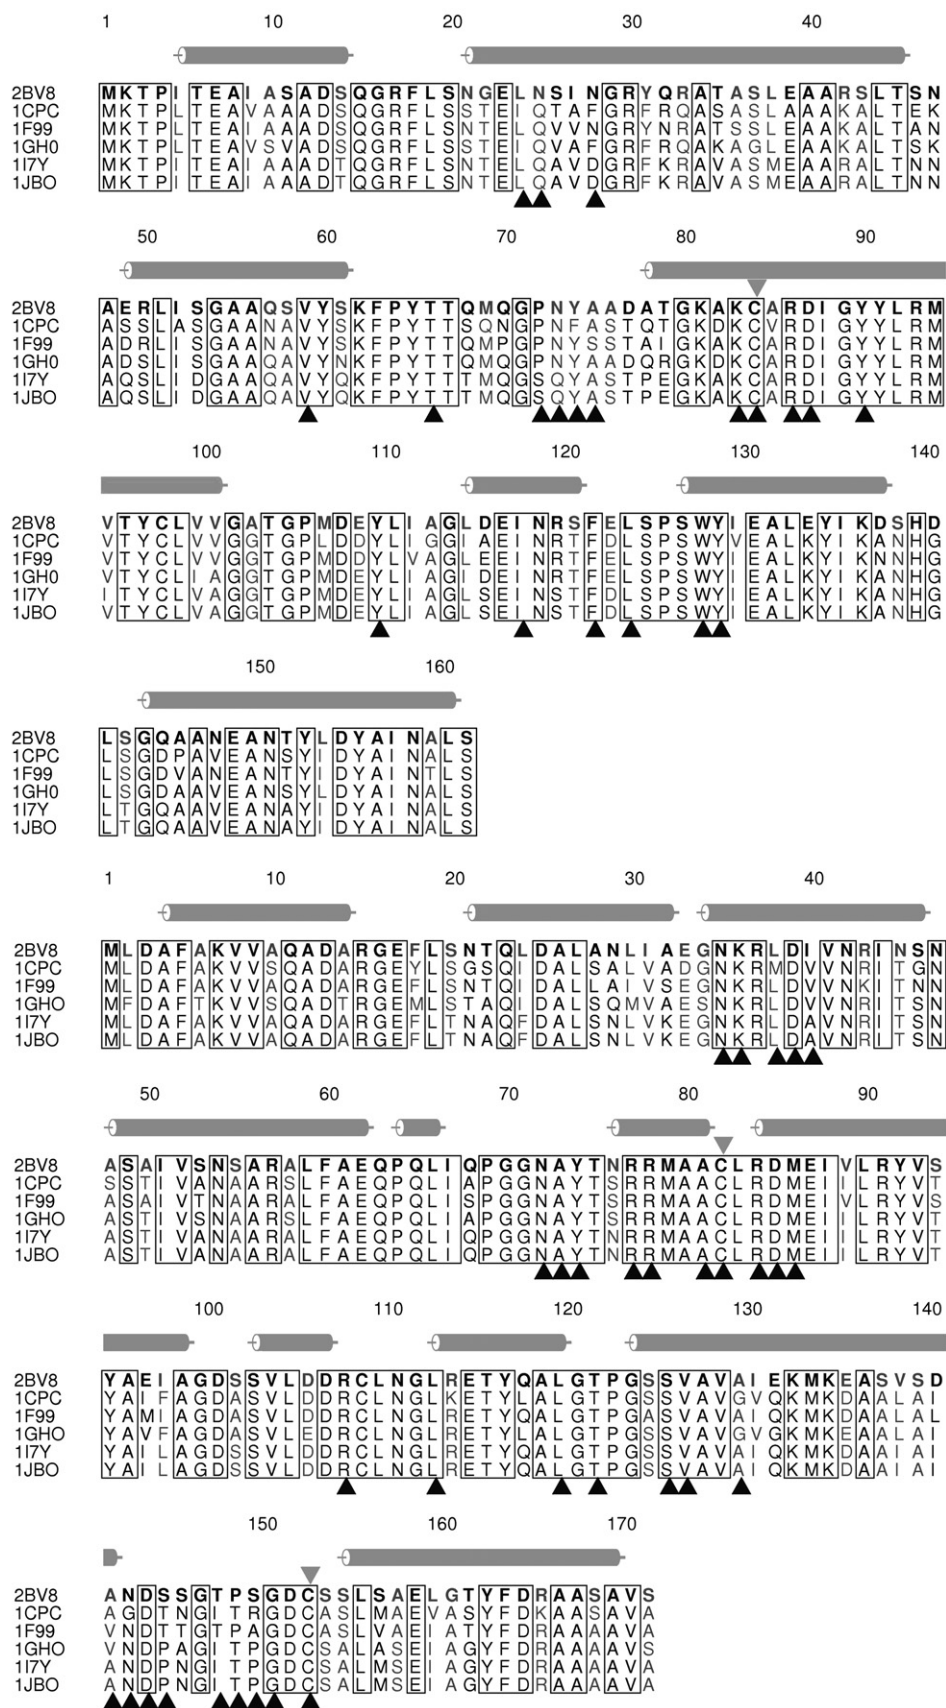 1 10 20 30 40
2BV8 MKTPITEAIASADSQGRFLSNGELNSINGRYQRATASLEAARSLTSN
1CPC MKTPLTEAVAAADSQGRFLSSTEIQTAFGRFRQASASLAAAKALTEK
1F99 MKTPLTEAIAAADSQGRFLSNTELQVVNGRYNRATSSLEAAKALTAN
1GH0 MKTPLTEAVSVADSQGRFLSSTEIQVAFGRFRQAKAGLEAAKALTSK
1I7Y MKTPITEAIAAADTQGRFLSNTELQAVDGRFKRAVASMEAARALTNN
1JBO MKTPITEAIAAADTQGRFLSNTELQAVDGRFKRAVASMEAARALTNN
50 60 70 80 90
2BV8 AERLISGAAQSVYSKFPYTTQMQGPNYAADATGKAKCARDIGYYLRM
1CPC ASSLASGAAQAVYSKFPYTTSQNGPNFASTQTGKDKCVRDIGYYLRM
1F99 ADRLISGAANAVYSKFPYTTQMPGPNYSSTAIGKAKCARDIGYYLRM
1GH0 ADSLISGAAQAVYNKFPYTTQMQGPNYAADQRGKDKCARDIGYYLRM
1I7Y AQSLIDGAAQAVYQKFPYTTTMQGSQYASTPEGKAKCARDIGYYLRM
1JBO AQSLIDGAAQAVYQKFPYTTTMQGSQYASTPEGKAKCARDIGYYLRM
100 110 120 130 140
2BV8 VTYCLVVGATGPMDEYLIAGLDEINRSFELSPSWYIEALEYIKDSHD
1CPC VTYCLVVGGTGPLDDYLIGGIAEINRTFDLSPSWYVEALKYIKANHG
1F99 VTYCLVVGGTGPMDDYLVAGLEEINRTFELSPSWYIEALKYIKANHG
1GH0 VTYCLIAGGTGPMDEYLIAGIDEINRTFELSPSWYIEALKYIKANHG
1I7Y ITYCLVAGGTGPMDEYLIAGLSEINSTFDLSPSWYIEALKYIKANHG
1JBO VTYCLVAGGTGPMDEYLIAGLSEINSTFDLSPSWYIEALKYIKANHG
150 160
2BV8 LSGQAANEANTYLDYAINALS
1CPC LSGDPAVEANSYIDYAINALS
1F99 LSGDVANEANTYIDYAINTLS
1GH0 LSGDAAVEANSYLDYAINALS
1I7Y LTGQAAVEANAYIDYAINALS
1JBO LTGQAAVEANAYIDYAINALS
1 10 20 30 40
2BV8 MLDAFAKVVAQADARGEFLSNTQLDALANLIAEGNKRLDIVNRINSN
1CPC MLDAFAKVVSQADARGEYLSGSQIDALSALVADGNKRMDVVNRITGN
1F99 MLDAFAKVVAQADARGEFLSNTQIDALLAIVSEGNKRLDVVNKITNN
1GHO MFDAFTKVVSQADTRGEMLSTAQIDALSQMVAESNKRLDVVNRITSN
1I7Y MLDAFAKVVAQADARGEFLTNAQFDALSNLVKEGNKRLDAVNRITSN
1JBO MLDAFAKVVAQADARGEFLTNAQFDALSNLVKEGNKRLDAVNRITSN
50 60 70 80 90
2BV8 ASAIVSNSARALFAEQPQLIQPGGNAYTNRRMAACLRDMEIVLRYVS
1CPC SSTIVANAARSLFAEQPQLIAPGGNAYTSRRMAACLRDMEIILRYVT
1F99 ASAIVTNAARALFAEQPQLISPGGNAYTSRRMAACLRDMEIVLRYVS
1GHO ASTIVSNAARSLFAEQPQLIAPGGNAYTSRRMAACLRDMEIILRYVT
1I7Y ASTIVANAARALFAEQPQLIQPGGNAYTNRRMAACLRDMEIILRYVT
1JBO ASTIVANAARALFAEQPQLIQPGGNAYTNRRMAACLRDMEIILRYVT
100 110 120 130 140
2BV8 YAEIAGDSSVLDDRCLNGLRETYQALGTPGSSVAVAIEKMKEASVSD
1CPC YAIFAGDASVLDDRCLNGLKETYLALGTPGSSVAVGVQKMKDAALAI
1F99 YAMIAGDASVLDDRCLNGLRETYQALGTPGASVAVAIQKMKDAALAL
1GHO YAVFAGDASVLEDRCLNGLRETYLALGTPGSSVAVGVGKMKEAALAI
1I7Y YAILAGDSSVLDDRCLNGLRETYQALGTPGSSVAVAIQKMKDAAIAI
1JBO YAILAGDSSVLDDRCLNGLRETYQALGTPGSSVAVAIQKMKDAAIAI
150 160 170
2BV8 ANDSSGTPSGDCSSLSAELGTYFDRAASAVS
1CPC AGDTNGITRGDCASLMAEVASYFDKAASAVA
1F99 VNDTTGTPAGDCASLVAEIATYFDRAAAAVA
1GHO VNDPAGITPGDCSALASEIAGYFDRAAAAVS
1I7Y ANDPNGITPGDCSALMSEIAGYFDRAAAAVA
1JBO ANDPNGITPGDCSALMSEIAGYFDRAAAAVA